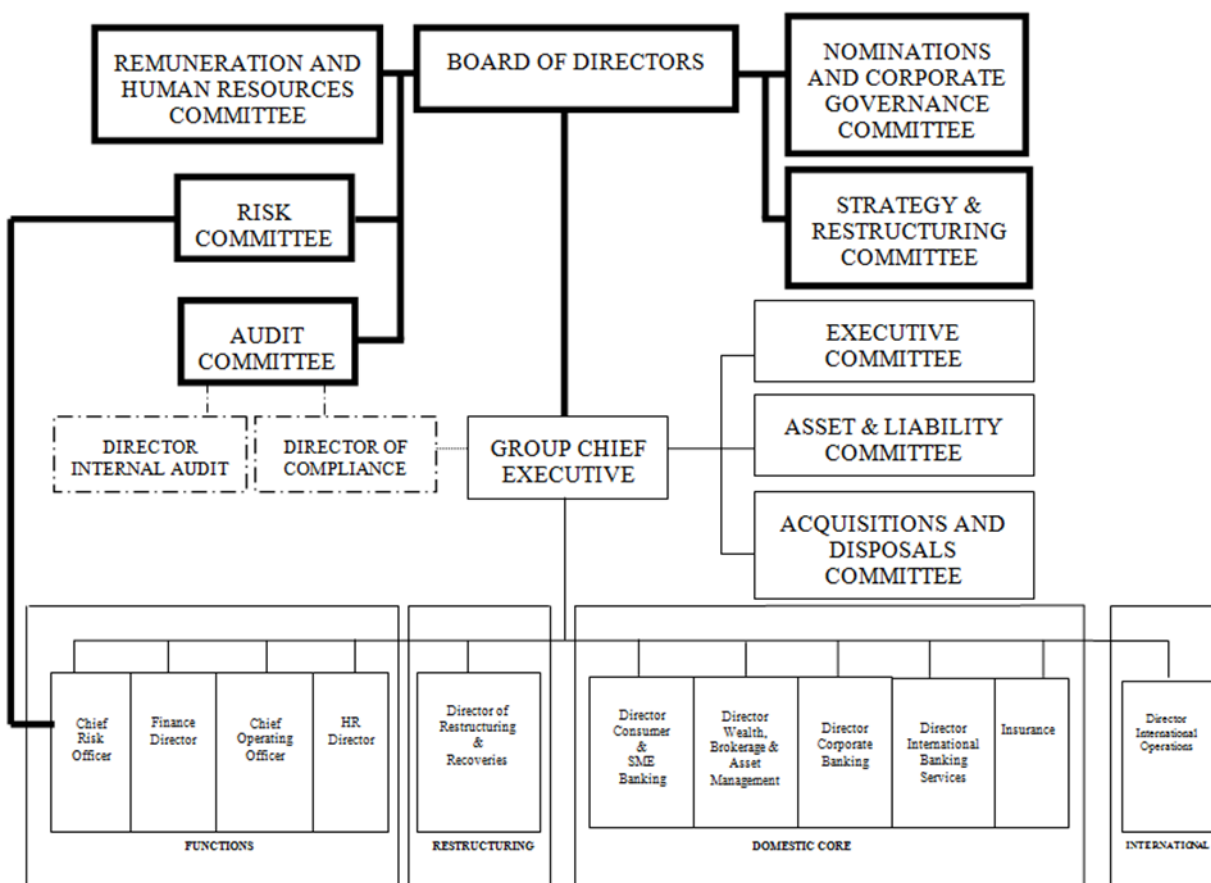 REMUNERATION AND
HUMAN RESOURCES
COMMITTEE
BOARD OF DIRECTORS
NOMINATIONS
AND CORPORATE
GOVERNANCE
COMMITTEE
RISK
COMMITTEE
STRATEGY &
RESTRUCTURING
COMMITTEE
AUDIT
COMMITTEE
EXECUTIVE
COMMITTEE
DIRECTOR
INTERNAL AUDIT
DIRECTOR OF
COMPLIANCE
GROUP CHIEF
EXECUTIVE
ASSET & LIABILITY
COMMITTEE
ACQUISITIONS AND
DISPOSALS
COMMITTEE
Chief
Risk
Officer
Finance
Director
Chief
Operating
Officer
HR
Director
Director of
Restructuring
&
Recoveries
Director
Consumer
&
SME
Banking
Director
Wealth,
Brokerage &
Asset
Management
Director
Corporate
Banking
Director
International
Banking
Services
Insurance
Director
International
Operations
FUNCTIONS
RESTRUCTURING
DOMESTIC CORE
INTERNATIONAL